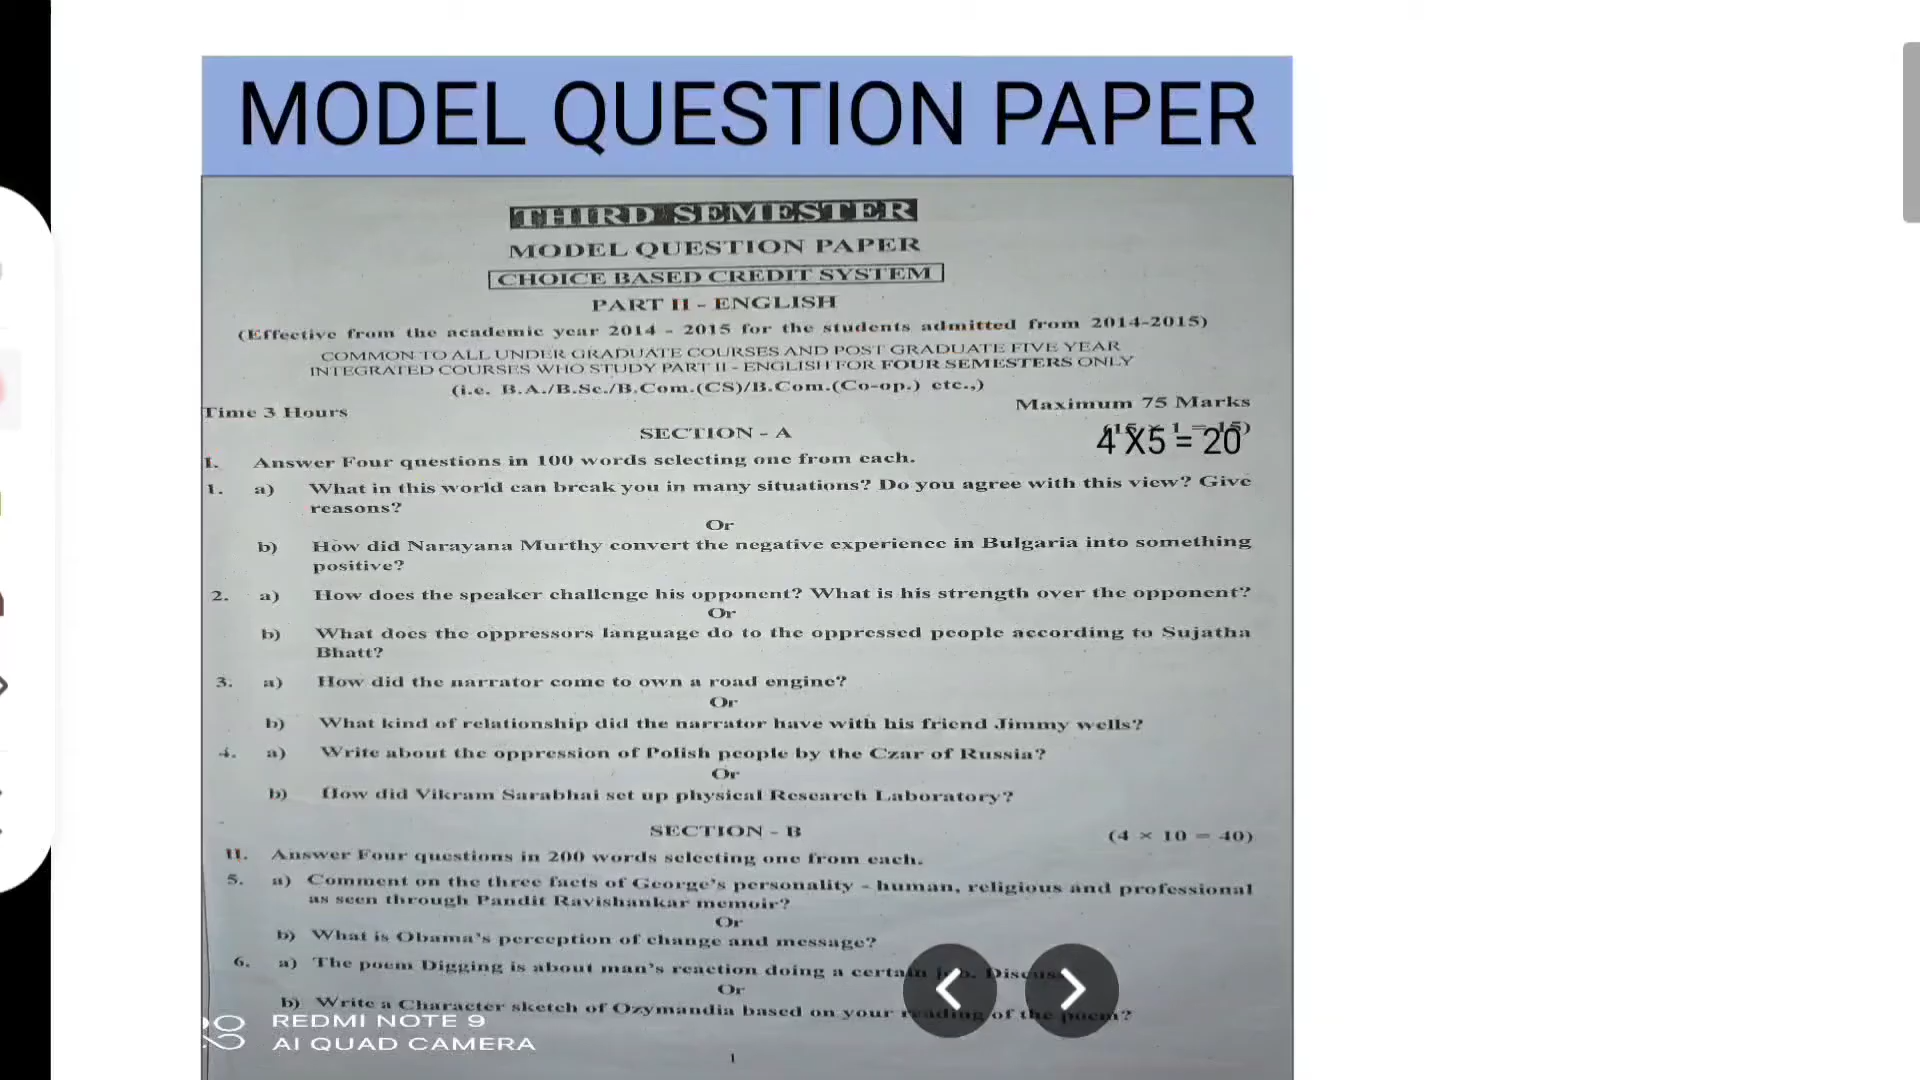 MODEL QUESTION PAPER
THIRD SEMESTER
MODEL QUESTION PAPER
CHOICE BASED CREDIT SYSTEM
PART II - ENGLISH
(Effective from the academic year 2014 - 2015 for the students admitted from 2014-2015)
COMMON TO ALL UNDER GRADUATE COURSES AND POST GRADUATE FIVE YEAR
INTEGRATED COURSES WHO STUDY PART II - ENGLISH FOR FOUR SEMESTERS ONLY
(i.e. B.A./B.Sc./B.Com.(CS)/B.Com.(Co-op.) etc.,)
Time 3 Hours Maximum 75 Marks
SECTION - A (15 × 1 = 15)
4 X5 = 20
I. Answer Four questions in 100 words selecting one from each.
1. a) What in this world can break you in many situations? Do you agree with this view? Give
reasons?
Or
b) How did Narayana Murthy convert the negative experience in Bulgaria into something
positive?
2. a) How does the speaker challenge his opponent? What is his strength over the opponent?
Or
b) What does the oppressors language do to the oppressed people according to Sujatha
Bhatt?
3. a) How did the narrator come to own a road engine?
Or
b) What kind of relationship did the narrator have with his friend Jimmy wells?
4. a) Write about the oppression of Polish people by the Czar of Russia?
Or
b) How did Vikram Sarabhai set up physical Research Laboratory?
SECTION - B (4 × 10 = 40)
II. Answer Four questions in 200 words selecting one from each.
5. a) Comment on the three facts of George's personality - human, religious and professional
as seen through Pandit Ravishankar memoir?
Or
b) What is Obama's perception of change and message?
6. a) The poem Digging is about man's reaction doing a certain job. Discuss
Or
b) Write a Character sketch of Ozymandia based on your reading of the poem?
REDMI NOTE 9
AI QUAD CAMERA
1